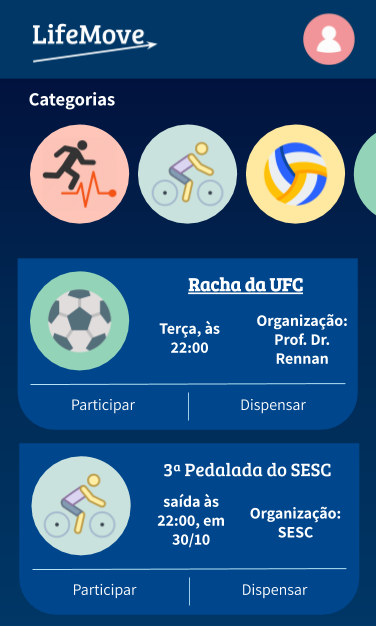 LifeMove
Categorias
Racha da UFC
Terça, às
22:00
Organização:
Prof. Dr.
Rennan
Participar
Dispensar
3ª Pedalada do SESC
saída às
22:00, em
30/10
Organização:
SESC
Participar
Dispensar